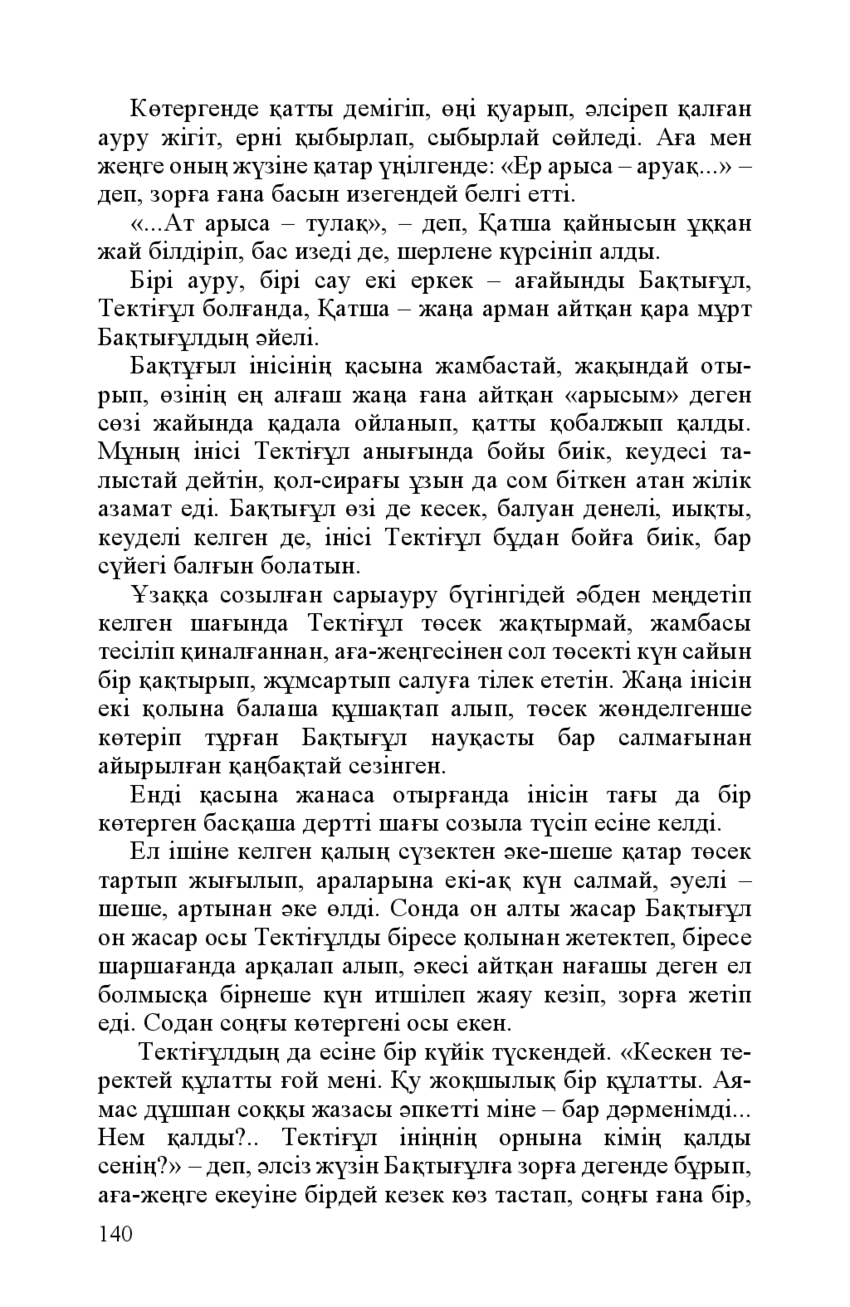 Көтергенде қатты демігіп, өңі қуарып, әлсіреп қалған
ауру жігіт, ерні қыбырлап, сыбырлай сөйледі. Аға мен
жеңге оның жүзіне қатар үңілгенде: «Ер арыса – аруақ...» –
деп, зорға ғана басын изегендей белгі етті.
«...Ат арыса – тулақ», – деп, Қатша қайнысын ұққан
жай білдіріп, бас изеді де, шерлене күрсініп алды.
Бірі ауру, бірі сау екі еркек – ағайынды Бақтығұл,
Тектіғұл болғанда, Қатша – жаңа арман айтқан қара мұрт
Бақтығұлдың әйелі.
Бақтұғыл інісінің қасына жамбастай, жақындай оты-
рып, өзінің ең алғаш жаңа ғана айтқан «арысым» деген
сөзі жайында қадала ойланып, қатты қобалжып қалды.
Мұның інісі Тектіғұл анығында бойы биік, кеудесі та-
лыстай дейтін, қол-сирағы ұзын да сом біткен атан жілік
азамат еді. Бақтығұл өзі де кесек, балуан денелі, иықты,
кеуделі келген де, інісі Тектіғұл бұдан бойға биік, бар
сүйегі балғын болатын.
Ұзаққа созылған сарыауру бүгінгідей әбден меңдетіп
келген шағында Тектіғұл төсек жақтырмай, жамбасы
тесіліп қиналғаннан, аға-жеңгесінен сол төсекті күн сайын
бір қақтырып, жұмсартып салуға тілек ететін. Жаңа інісін
екі қолына балаша құшақтап алып, төсек жөнделгенше
көтеріп тұрған Бақтығұл науқасты бар салмағынан
айырылған қаңбақтай сезінген.
Енді қасына жанаса отырғанда інісін тағы да бір
көтерген басқаша дертті шағы созыла түсіп есіне келді.
Ел ішіне келген қалың сүзектен әке-шеше қатар төсек
тартып жығылып, араларына екі-ақ күн салмай, әуелі –
шеше, артынан әке өлді. Сонда он алты жасар Бақтығұл
он жасар осы Тектіғұлды біресе қолынан жетектеп, біресе
шаршағанда арқалап алып, әкесі айтқан нағашы деген ел
болмысқа бірнеше күн итшілеп жаяу кезіп, зорға жетіп
еді. Содан соңғы көтергені осы екен.
Тектіғұлдың да есіне бір күйік түскендей. «Кескен те-
ректей құлатты ғой мені. Қу жоқшылық бір құлатты. Ая-
мас дұшпан соққы жазасы әпкетті міне – бар дәрменімді...
Нем қалды?.. Тектіғұл ініңнің орнына кімің қалды
сенің?» – деп, әлсіз жүзін Бақтығұлға зорға дегенде бұрып,
аға-жеңге екеуіне бірдей кезек көз тастап, соңғы ғана бір,
140